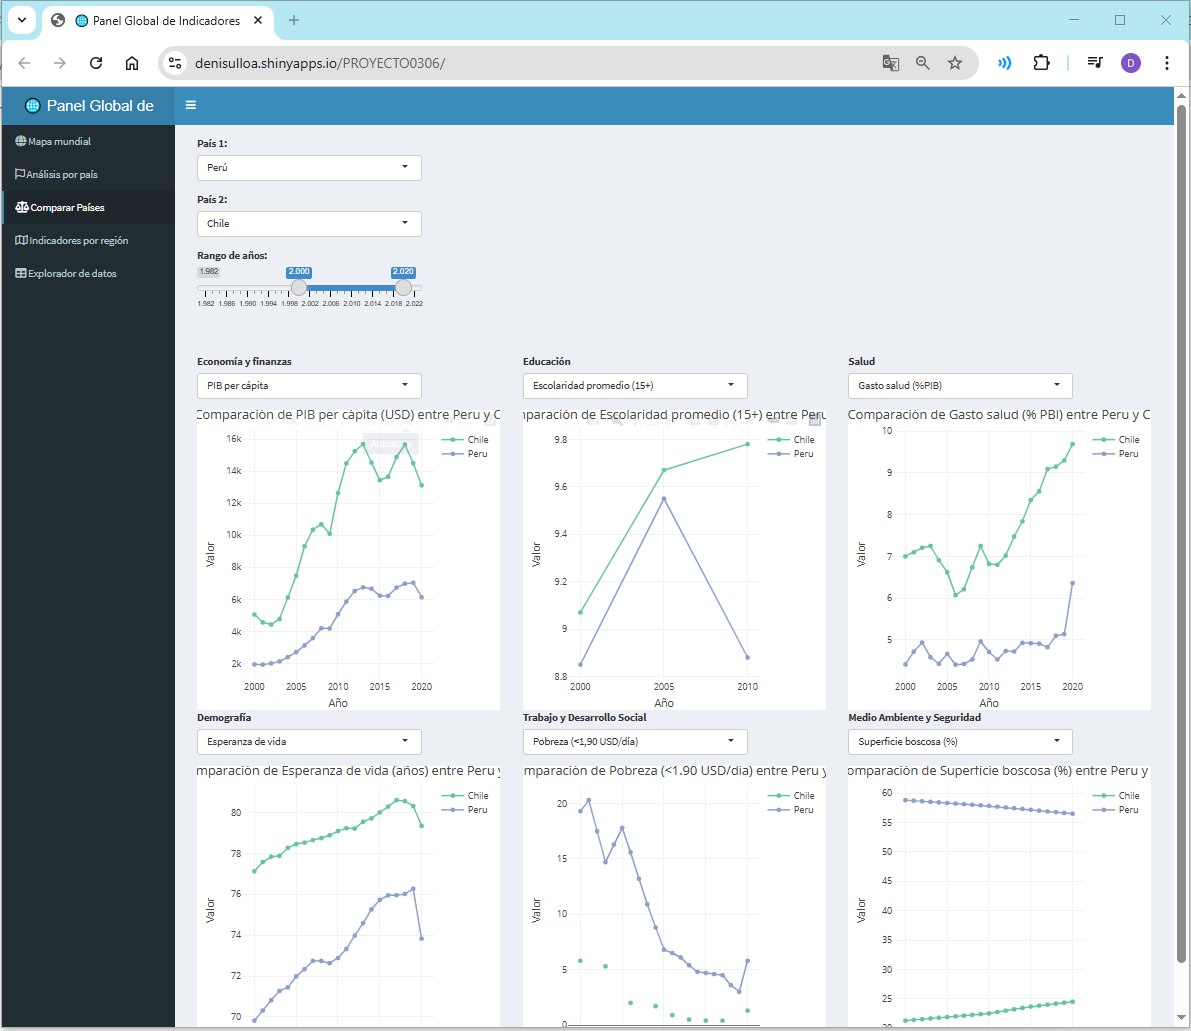 Panel Global de Indicadores
denisulloa.shinyapps.io/PROYECTO0306/
D
Panel Global de
Mapa mundial
Análisis por país
Comparar Países
Indicadores por región
Explorador de datos
País 1:
Perú
País 2:
Chile
Rango de años:
1.982 2.000 2.020
1.982 1.986 1.990 1.994 1.998 2.002 2.006 2.010 2.014 2.018 2.022
Economía y finanzas
PIB per cápita
Comparación de PIB per cápita (USD) entre Peru y C
Chile
Peru
16k
14k
12k
10k
8k
6k
4k
2k
Valor
2000 2005 2010 2015 2020
Año
Educación
Escolaridad promedio (15+)
nparación de Escolaridad promedio (15+) entre Peru
Chile
Peru
9.8
9.6
9.4
9.2
9
8.8
Valor
2000 2005 2010
Año
Salud
Gasto salud (%PIB)
Comparación de Gasto salud (% PBI) entre Peru y C
Chile
Peru
10
9
8
7
6
5
Valor
2000 2005 2010 2015 2020
Año
Demografía
Esperanza de vida
mparación de Esperanza de vida (años) entre Peru y
Chile
Peru
80
78
76
74
72
70
Valor
Trabajo y Desarrollo Social
Pobreza (<1,90 USD/día)
mparación de Pobreza (<1.90 USD/día) entre Peru y
Chile
Peru
20
15
10
5
0
Valor
Medio Ambiente y Seguridad
Superficie boscosa (%)
omparación de Superficie boscosa (%) entre Peru y
Chile
Peru
60
55
50
45
40
35
30
25
20
Valor